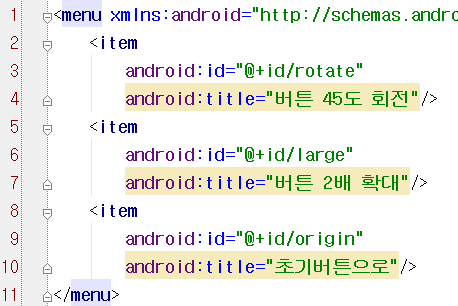 1 <menu xmlns:android="http://schemas.andro
2 <item
3 android:id="@+id/rotate"
4 android:title="버튼 45도 회전"/>
5 <item
6 android:id="@+id/large"
7 android:title="버튼 2배 확대"/>
8 <item
9 android:id="@+id/origin"
10 android:title="초기버튼으로"/>
11 </menu>